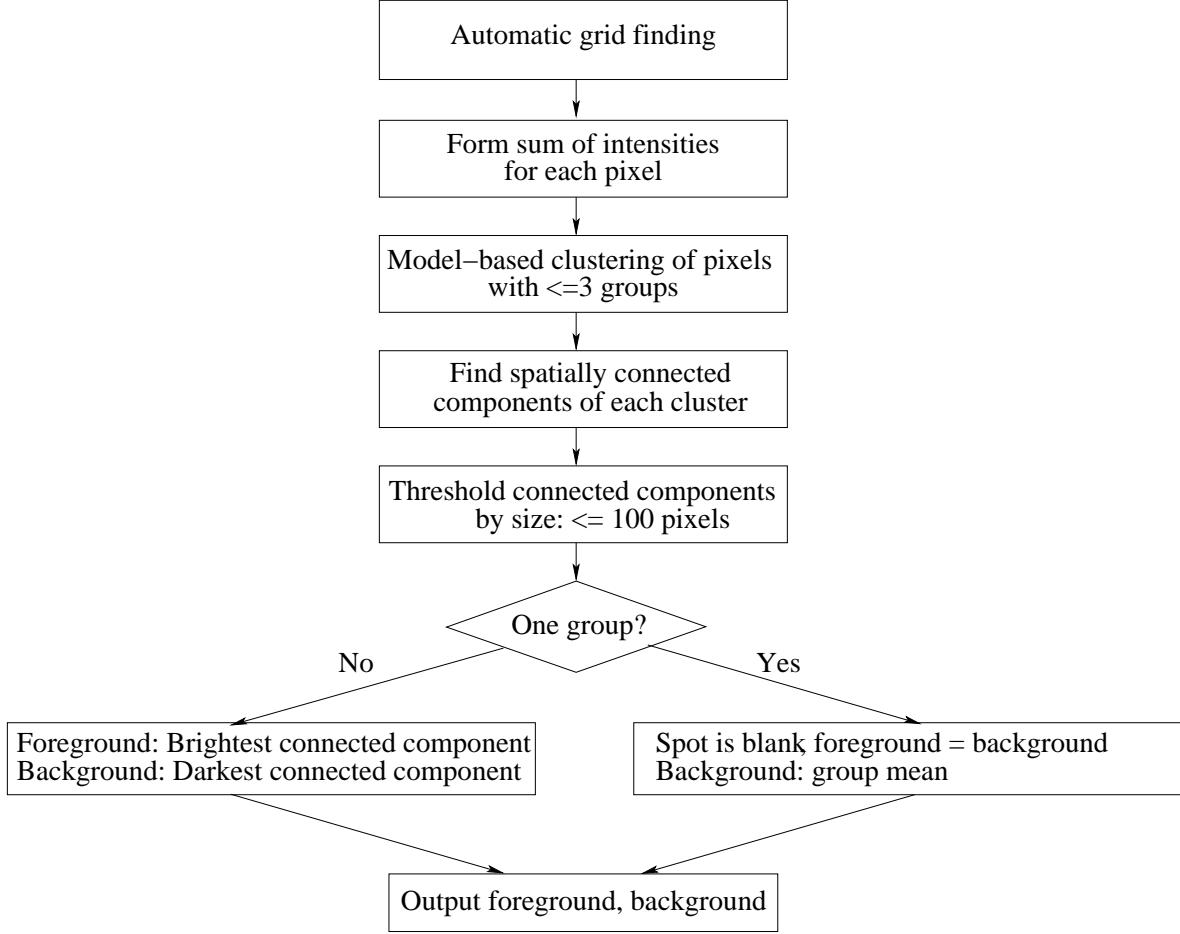 Automatic grid finding
Form sum of intensities
for each pixel
Model−based clustering of pixels
with <=3 groups
Find spatially connected
components of each cluster
Threshold connected components
by size: <= 100 pixels
One group?
No
Yes
Foreground: Brightest connected component
Background: Darkest connected component
Spot is blank; foreground = background
Background: group mean
Output foreground, background